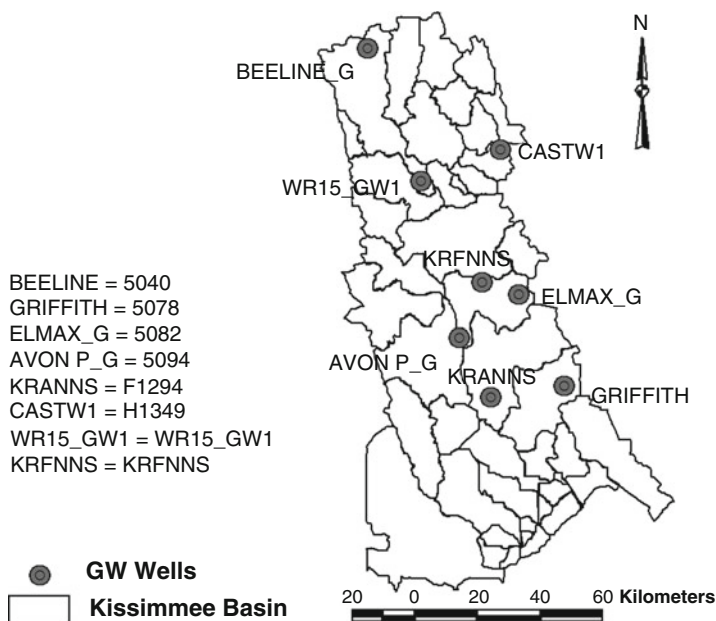 N
BEELINE_G
CASTW1
WR15_GW1
KRFNNS
ELMAX_G
AVON P_G
KRANNS
GRIFFITH
BEELINE = 5040
GRIFFITH = 5078
ELMAX_G = 5082
AVON P_G = 5094
KRANNS = F1294
CASTW1 = H1349
WR15_GW1 = WR15_GW1
KRFNNS = KRFNNS
GW Wells
Kissimmee Basin
20 0 20 40 60 Kilometers